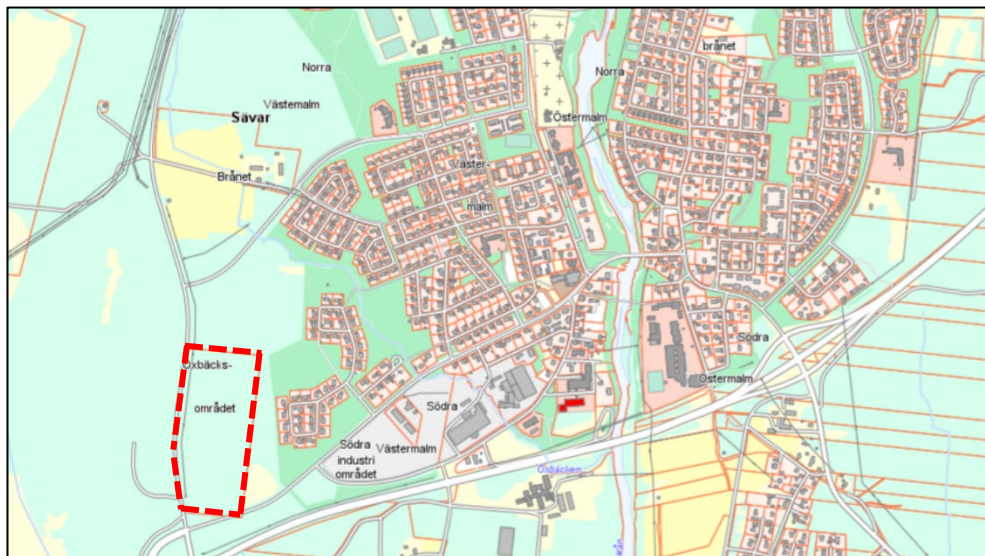 Norra
Västemalm
Sävar
Brånet
Väster-
malm
Norra
brånet
Östermalm
Södra
Östermalm
Oxbäcks-
området
Södra
Västermalm
Södra
industri
området
Oxbäcken